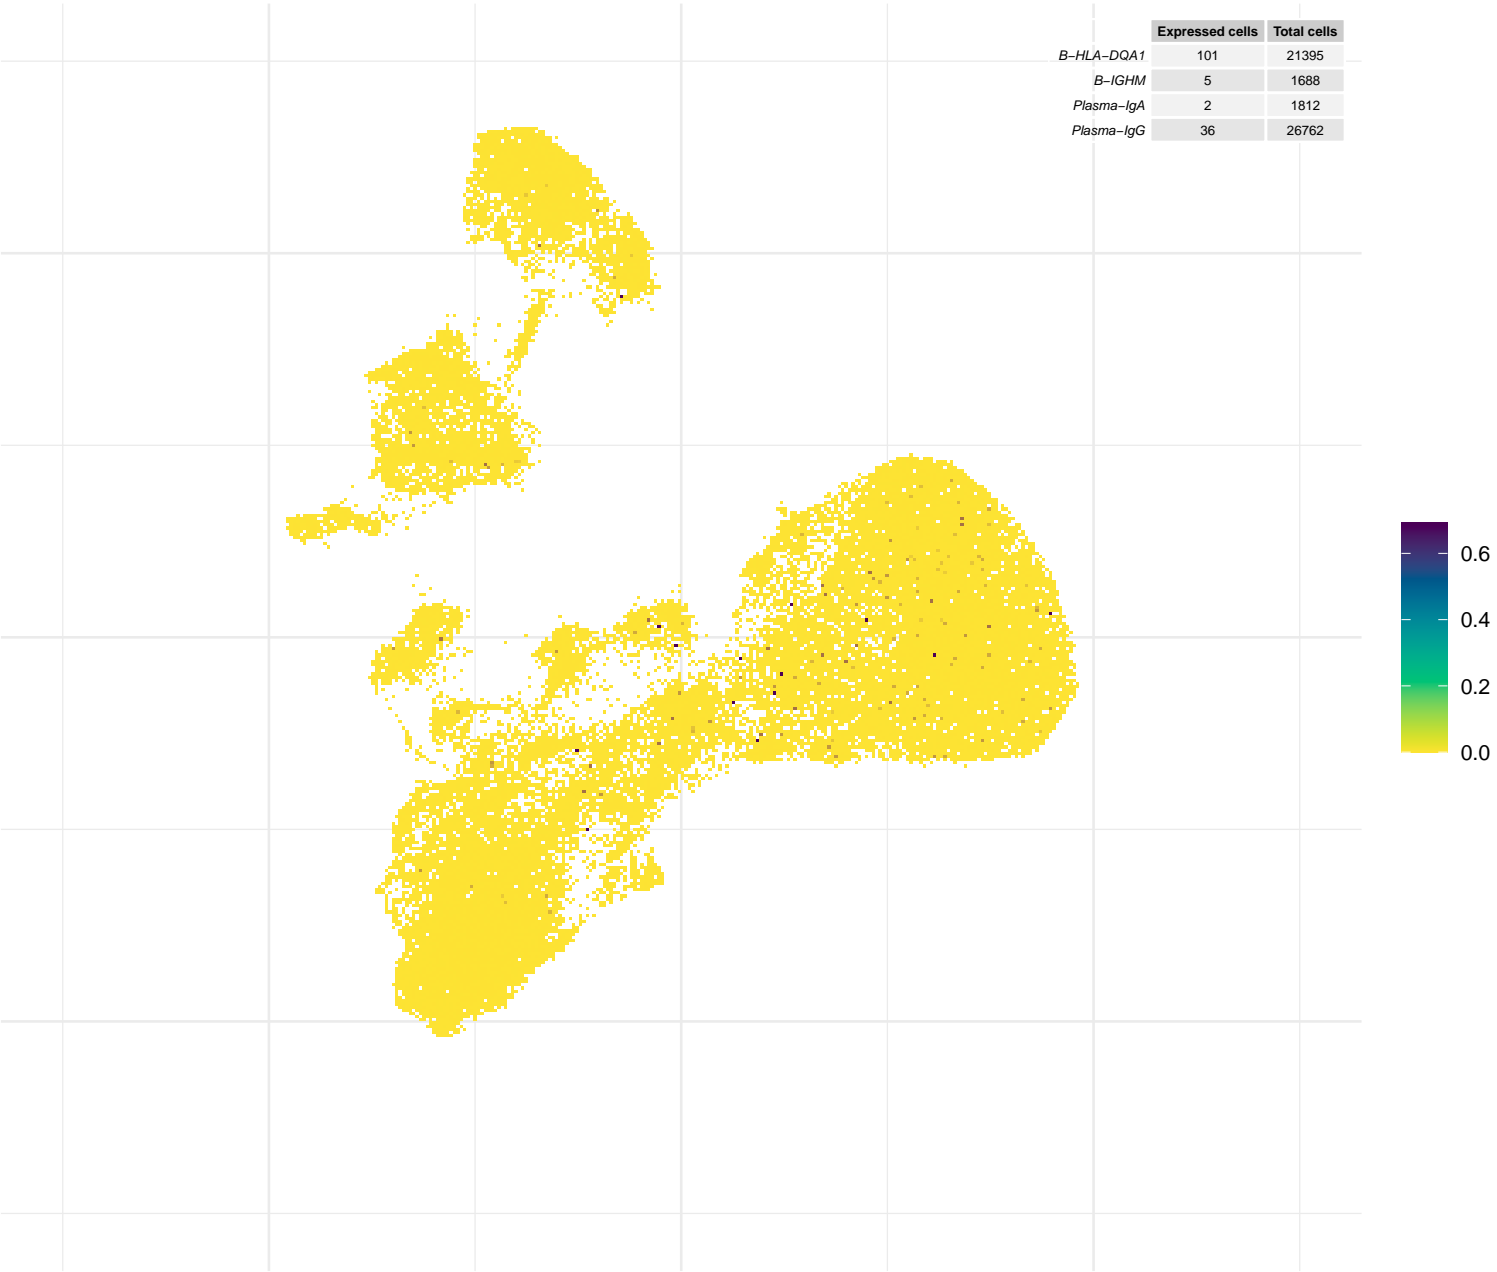 Expressed cells Total cells
B−HLA−DQA1 101 21395
B−IGHM 5 1688
Plasma−IgA 2 1812
Plasma−IgG 36 26762
0.6
0.4
0.2
0.0